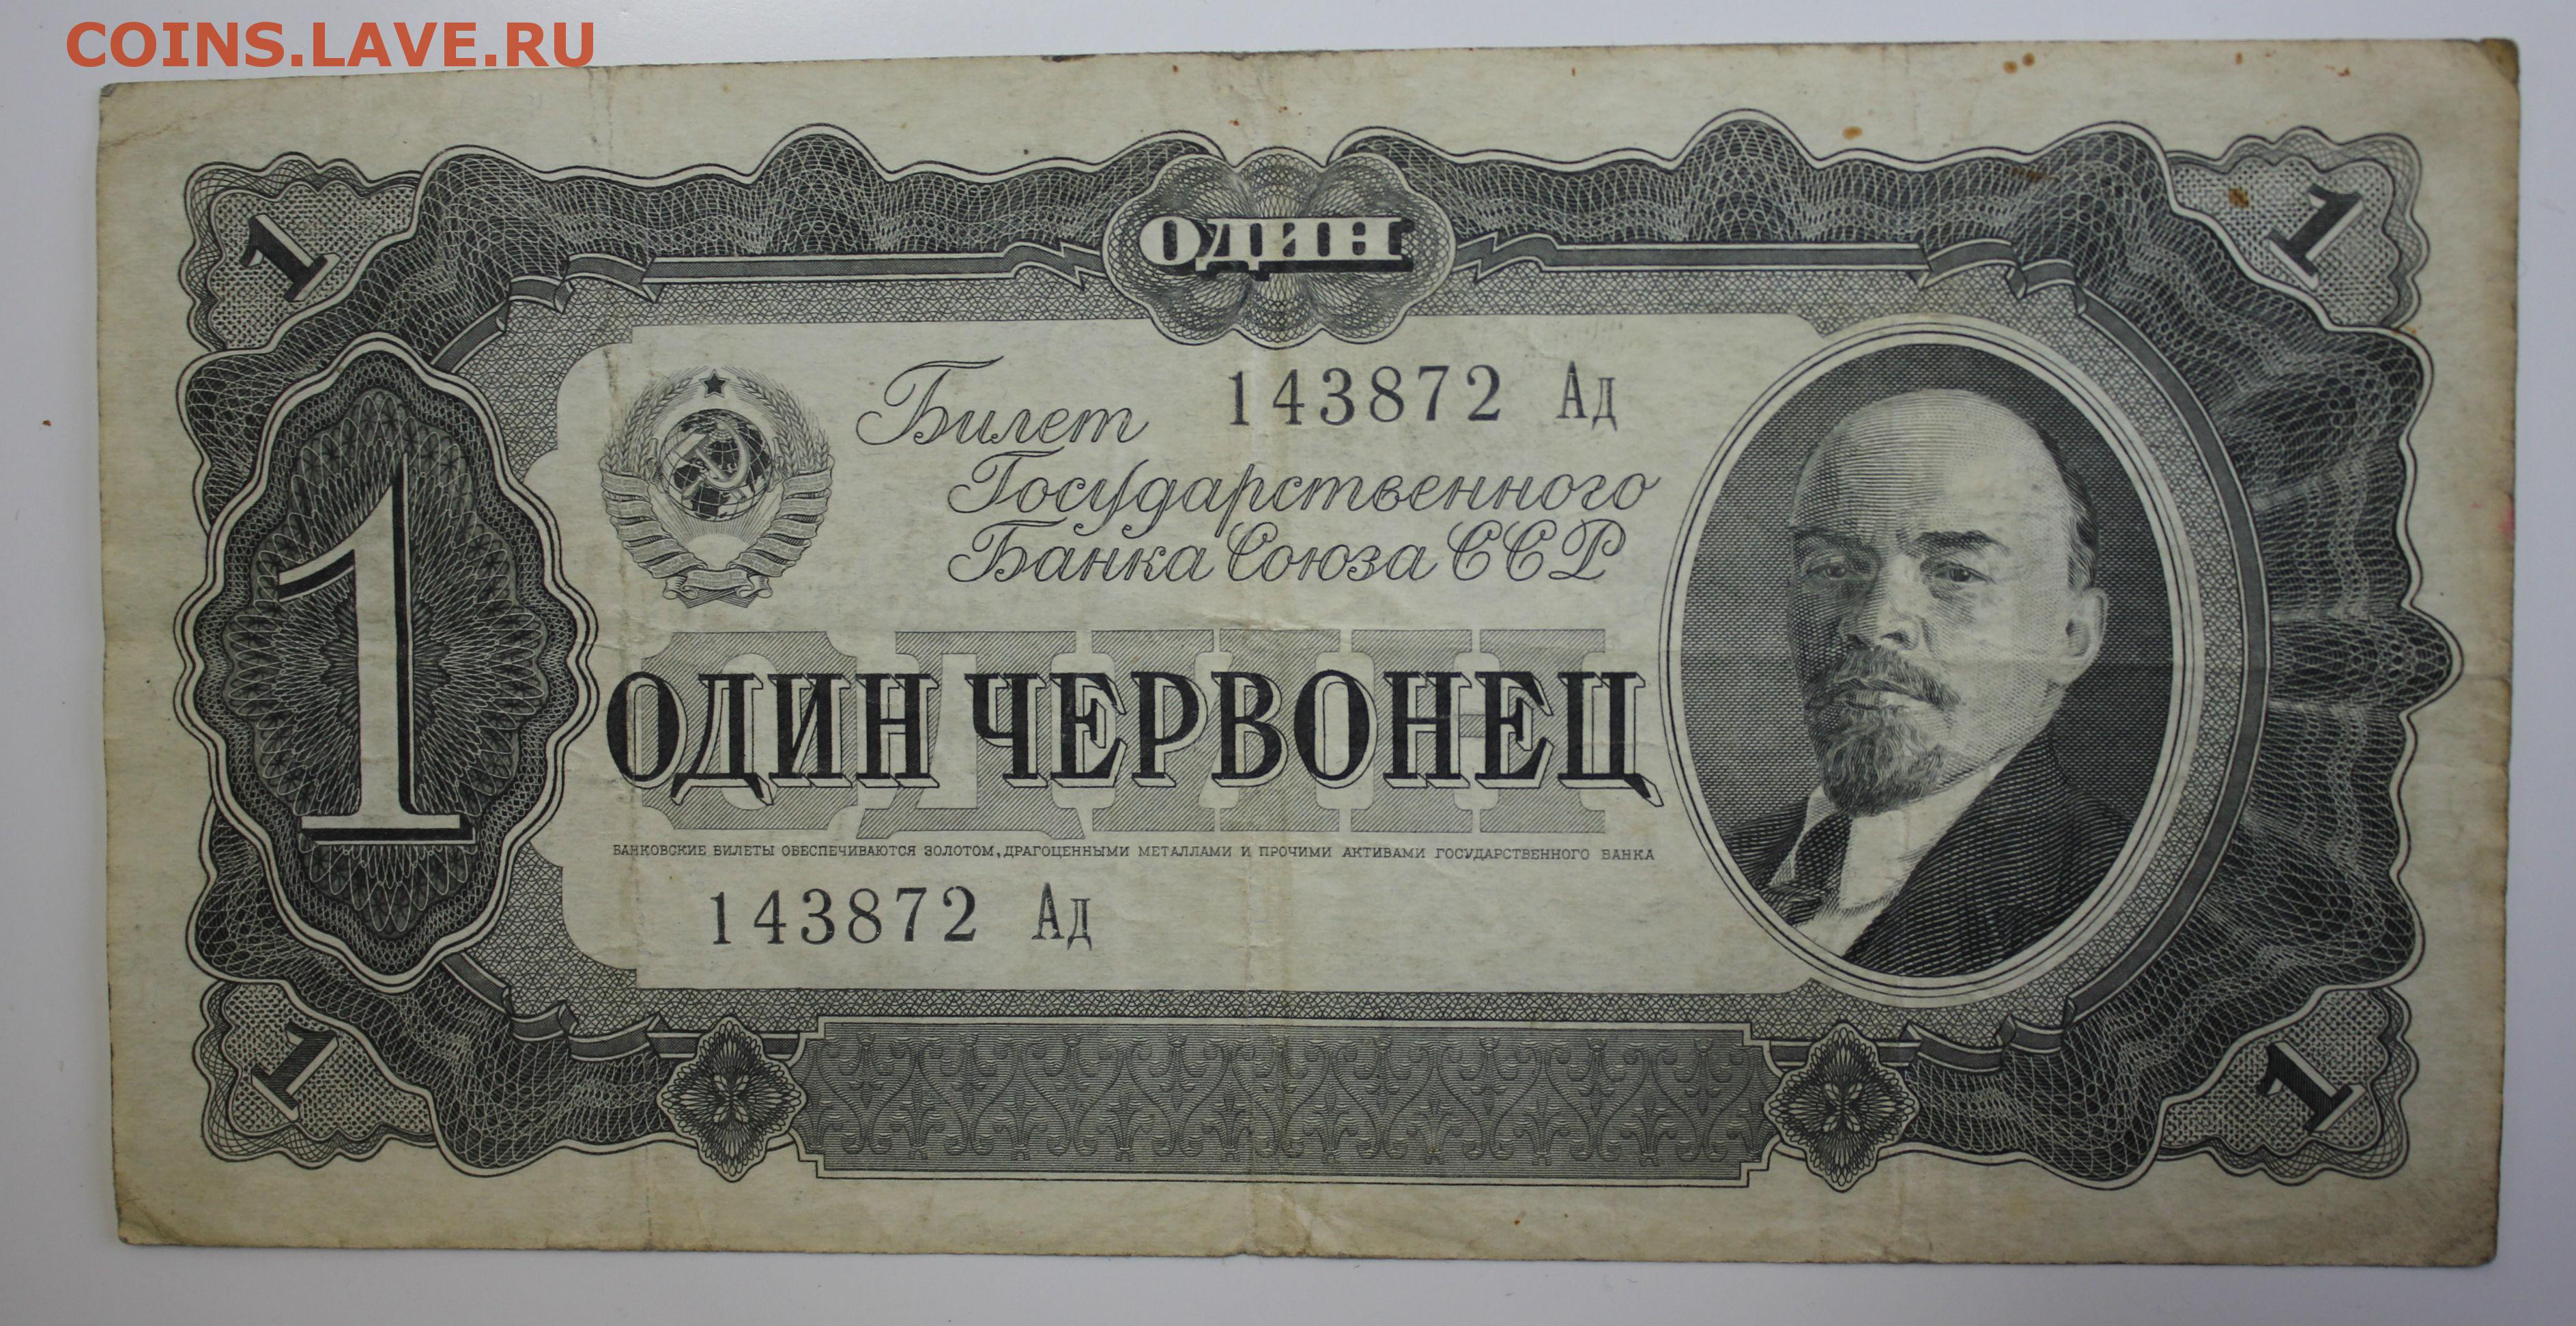 COINS.LAVE.RU
1 один 1
Билет 143872 Ад
Государственного
Банка Союза ССР
1
ОДИН
ОДИН ЧЕРВОНЕЦ
БАНКОВСКИЕ БИЛЕТЫ ОБЕСПЕЧИВАЮТСЯ ЗОЛОТОМ, ДРАГОЦЕННЫМИ МЕТАЛЛАМИ И ПРОЧИМИ АКТИВАМИ ГОСУДАРСТВЕННОГО БАНКА
143872 Ад
1 1